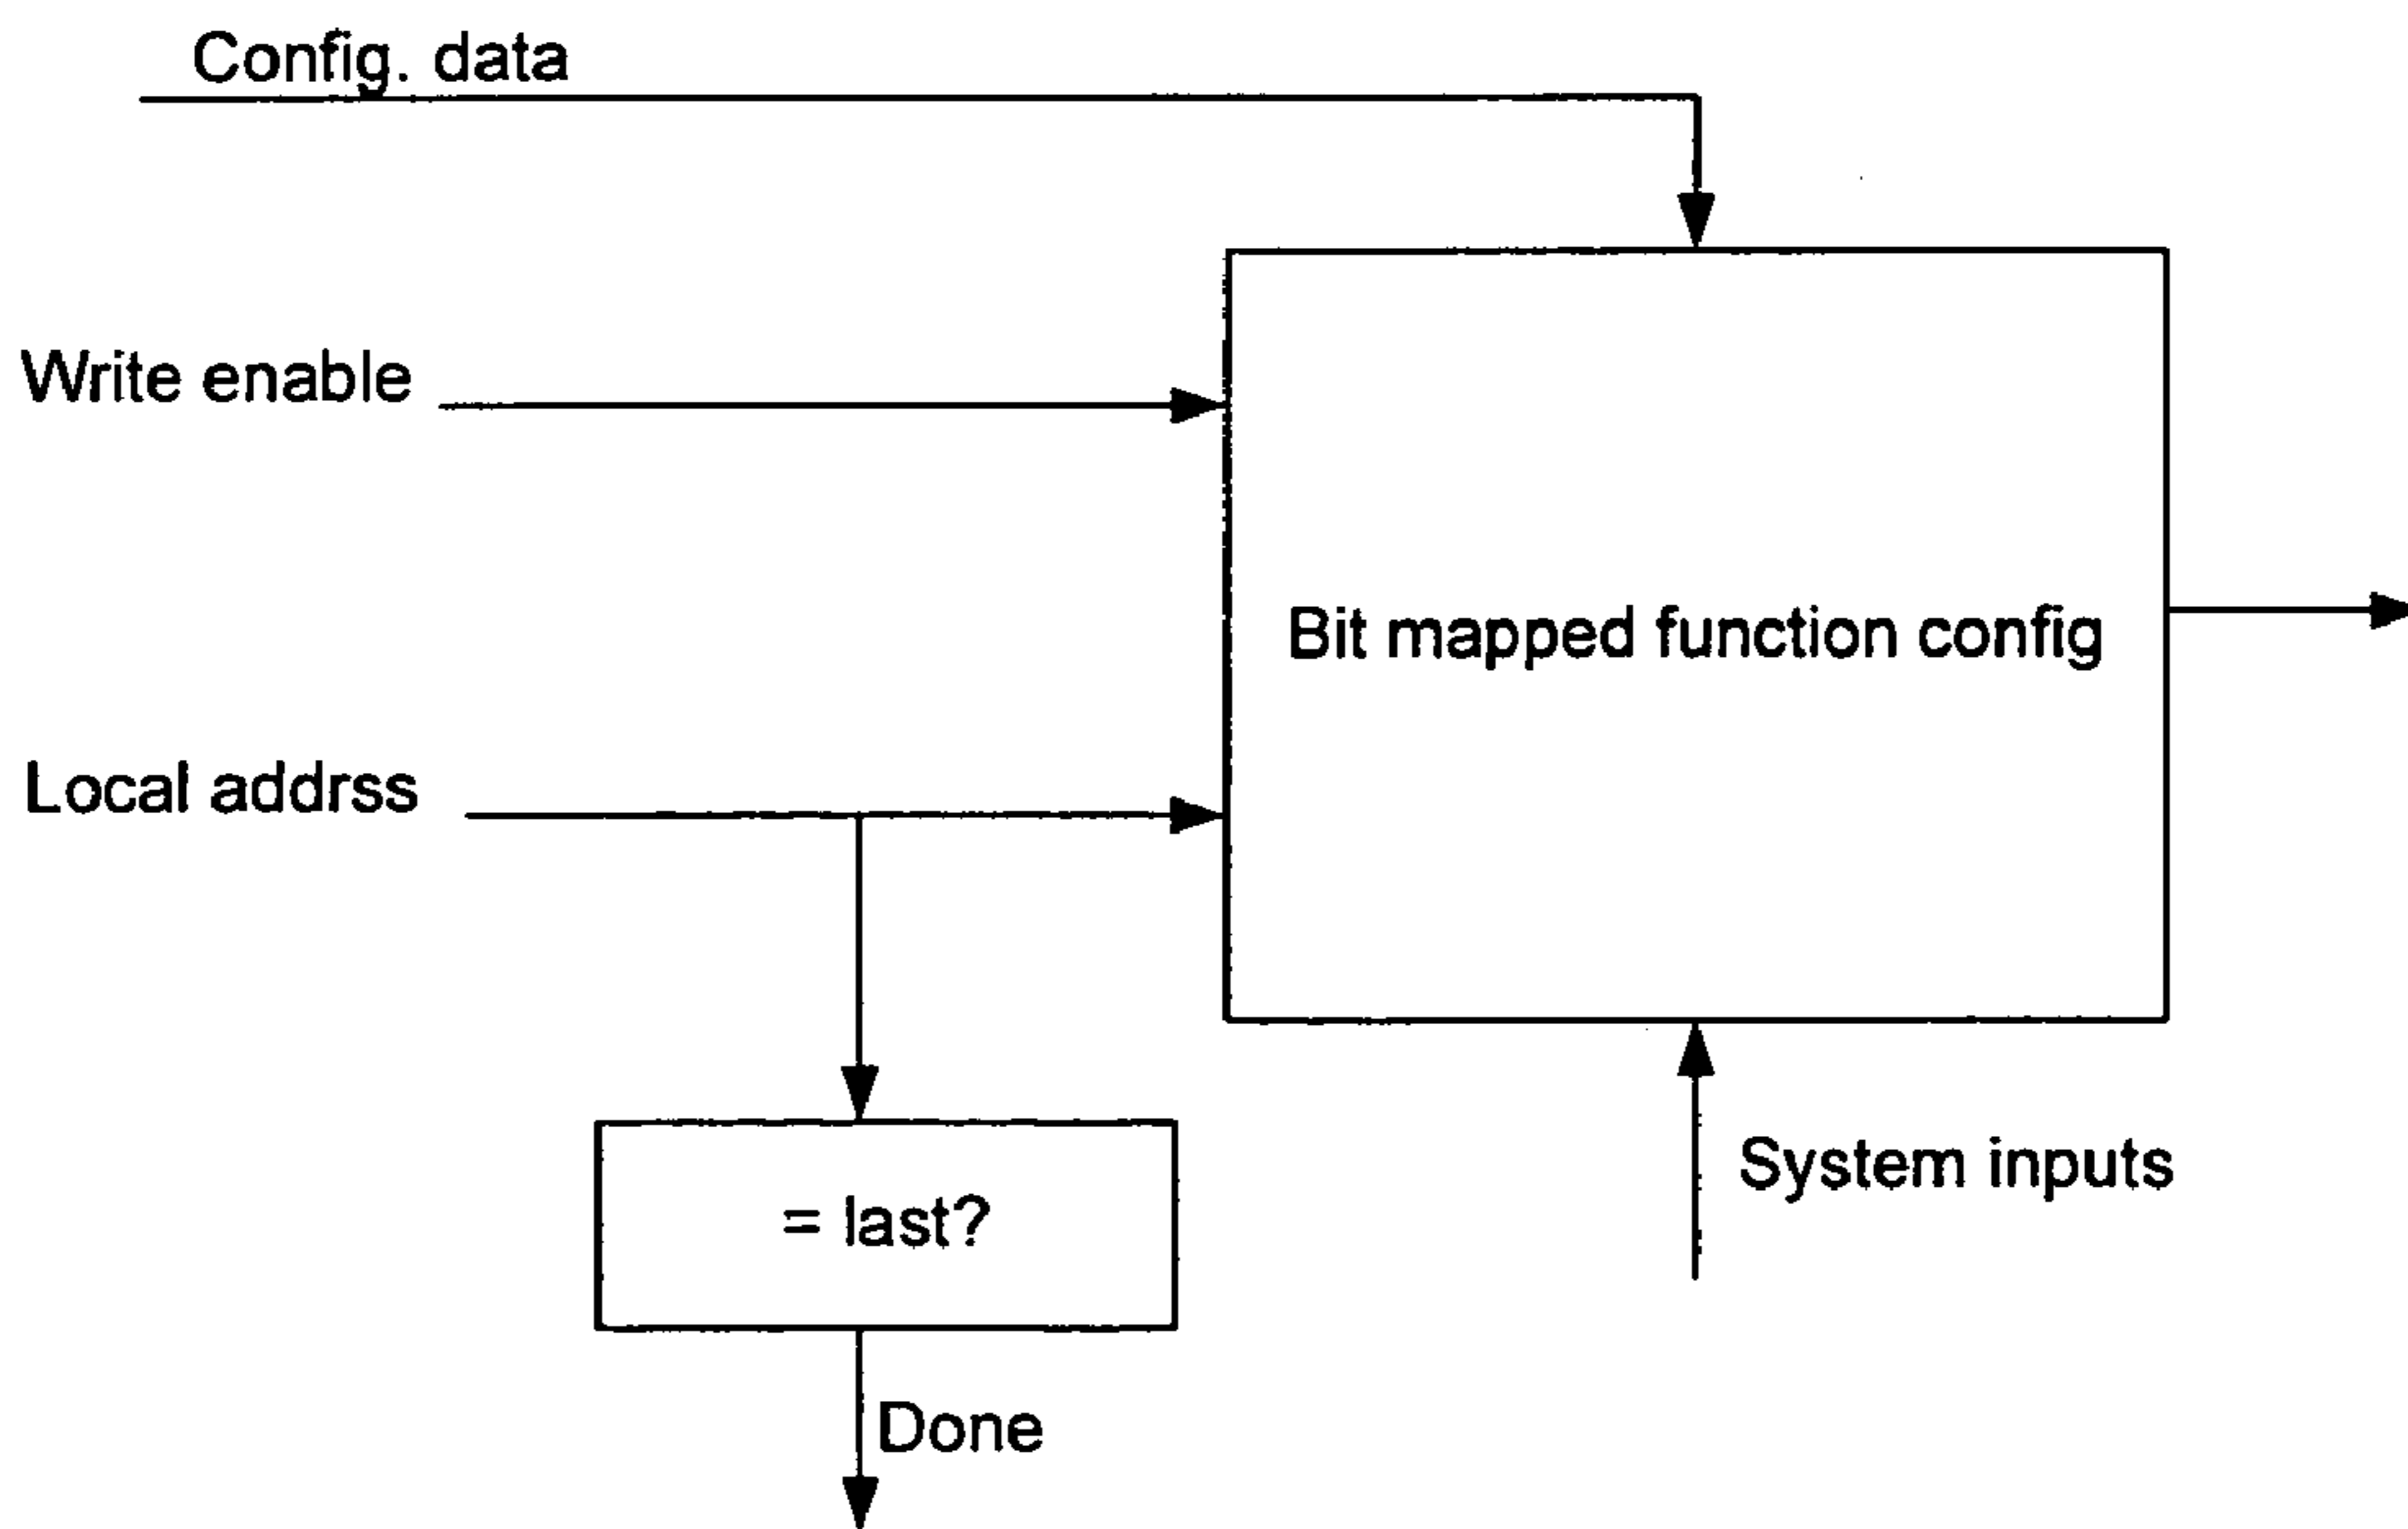 Config. data
Write enable
Bit mapped function config
Local addrss
System inputs
= last?
Done